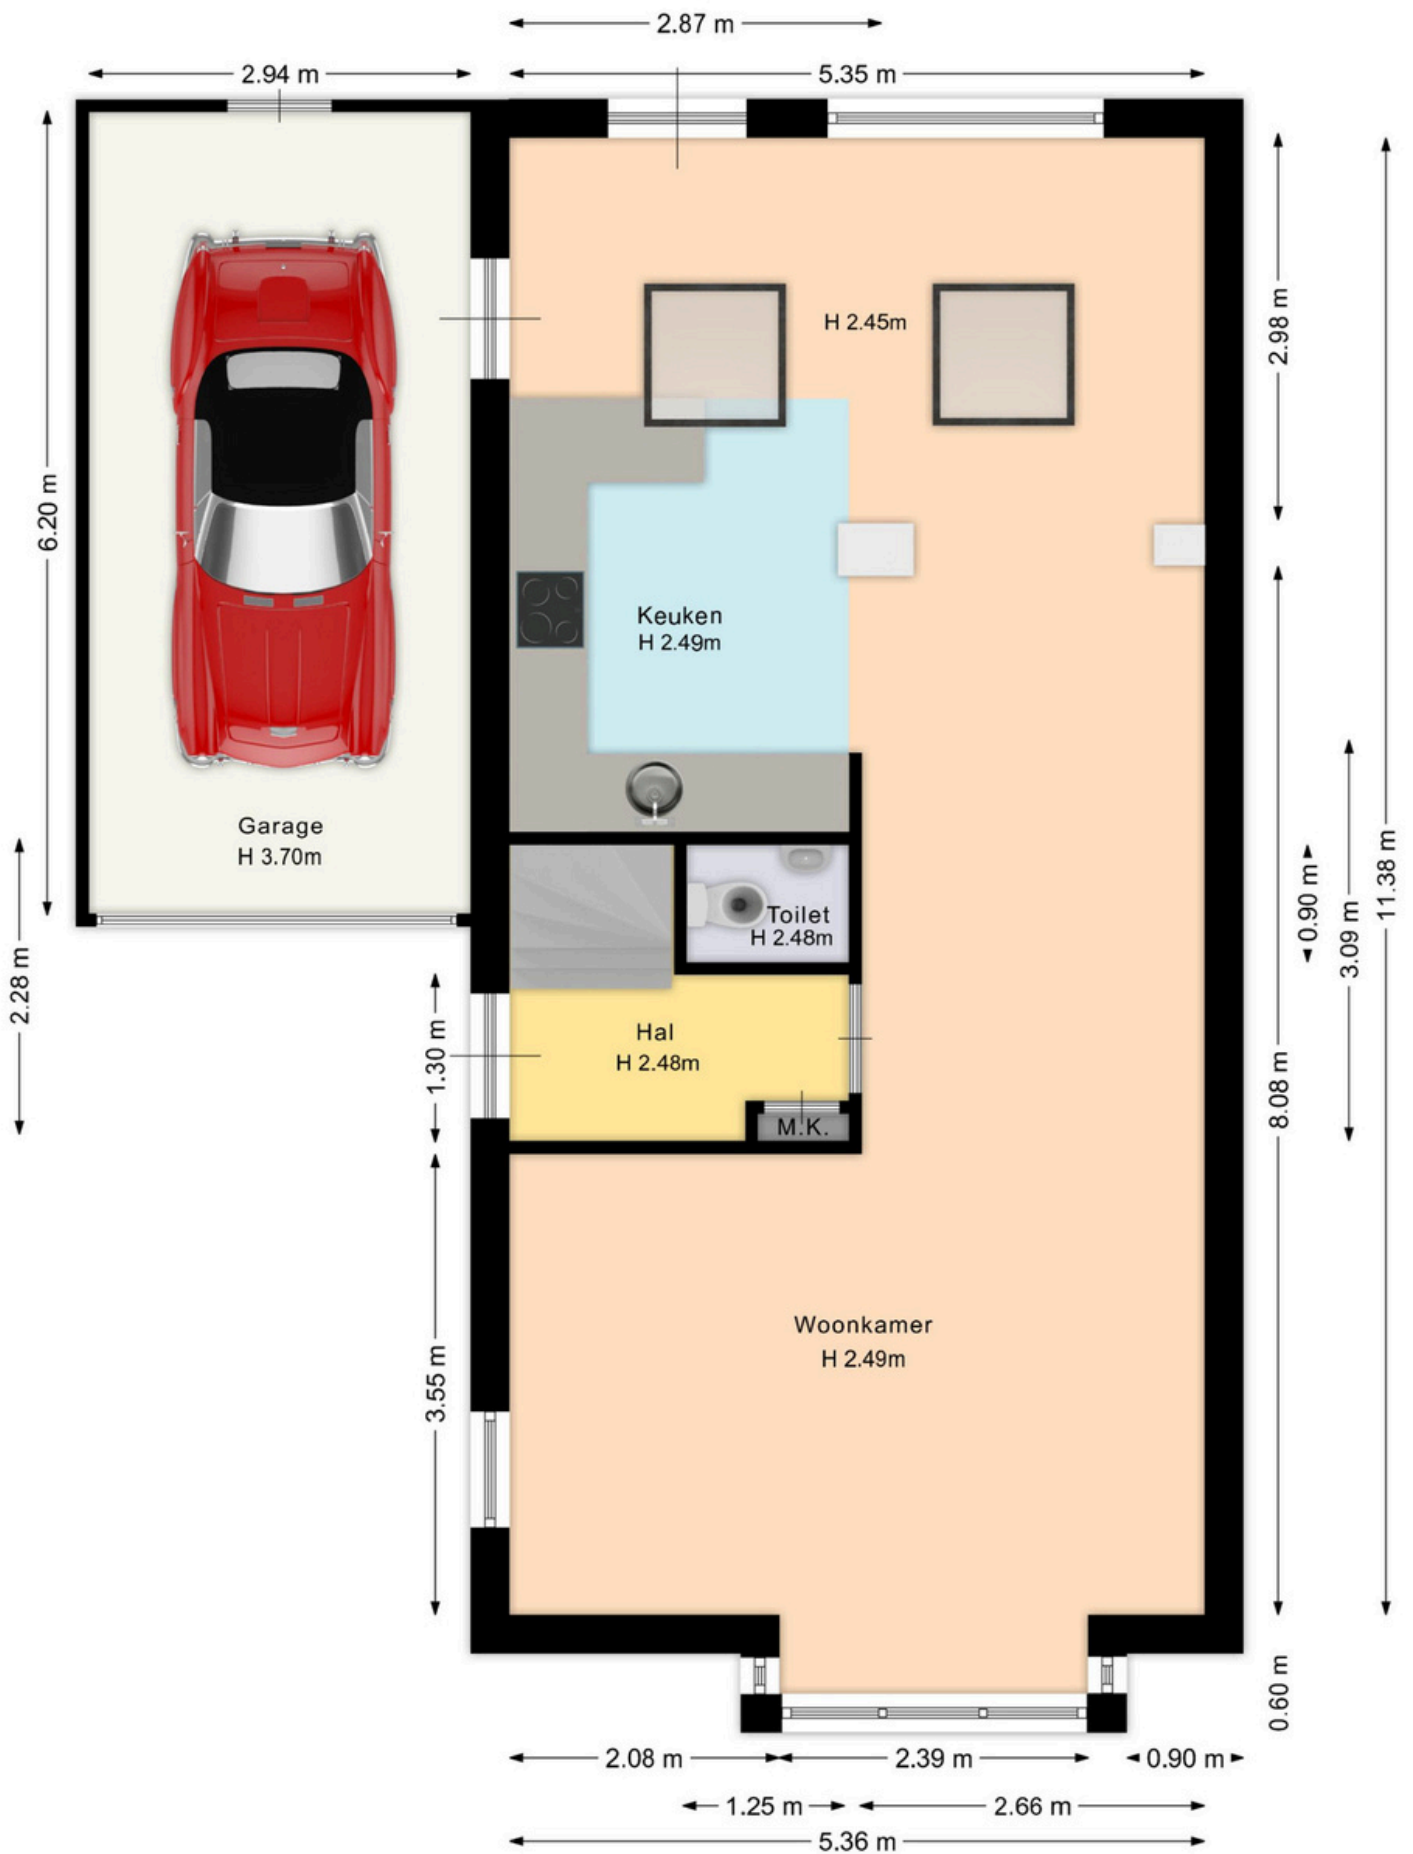 2.87 m
2.94 m
5.35 m
H 2.45m
2.98 m
6.20 m
Keuken
H 2.49m
Garage
H 3.70m
11.38 m
0.90 m
3.09 m
Toilet
H 2.48m
2.28 m
1.30 m
Hal
H 2.48m
8.08 m
M.K.
Woonkamer
H 2.49m
3.55 m
0.60 m
2.08 m
2.39 m
0.90 m
1.25 m
2.66 m
5.36 m